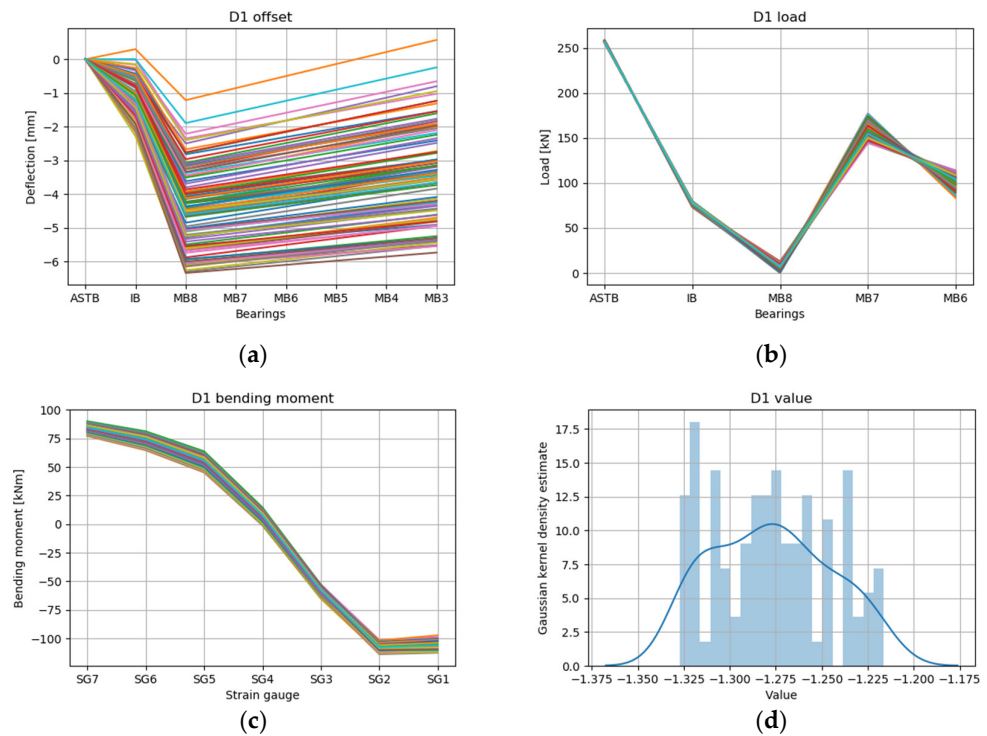 D1 offset
0
−1
−2
−3
−4
−5
−6
Deflection [mm]
ASTB IB MB8 MB7 MB6 MB5 MB4 MB3
Bearings
(a)
D1 load
250
200
150
100
50
0
Load [kN]
ASTB IB MB8 MB7 MB6
Bearings
(b)
D1 bending moment
100
75
50
25
0
−25
−50
−75
−100
Bending moment [kNm]
SG7 SG6 SG5 SG4 SG3 SG2 SG1
Strain gauge
(c)
D1 value
17.5
15.0
12.5
10.0
7.5
5.0
2.5
0.0
Gaussian kernel density estimate
−1.375 −1.350 −1.325 −1.300 −1.275 −1.250 −1.225 −1.200 −1.175
Value
(d)